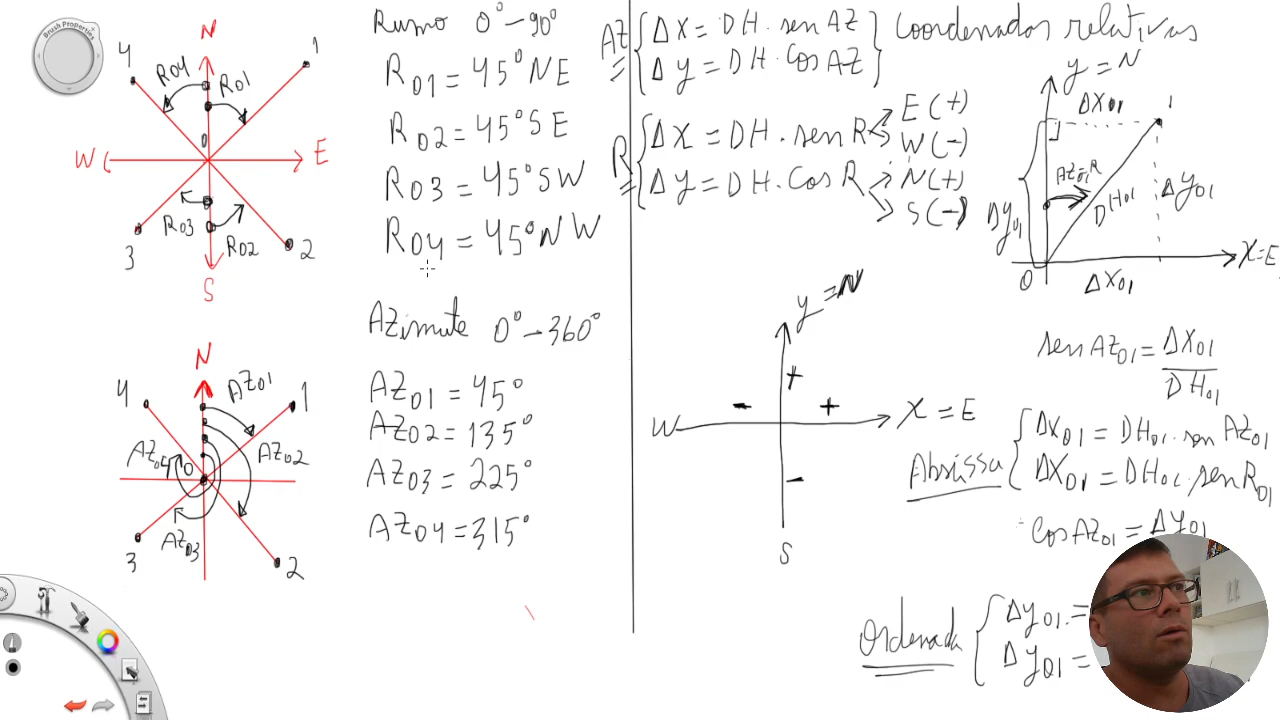 Brush Properties
N
4
1
R04
R01
0
W
E
R03
R02
3
2
S
Rumo 0° - 90°
R01 = 45° NE
R02 = 45° SE
R03 = 45° SW
R04 = 45° NW
N
4
AZ01
1
AZ04
0
AZ02
AZ03
3
2
Azimute 0° - 360°
AZ01 = 45°
AZ02 = 135°
AZ03 = 225°
AZ04 = 315°
AZ { ΔX = DH. sen AZ
ΔY = DH. Cos AZ }
Coordenadas relativas
R { ΔX = DH. sen R E(+)
W(-)
ΔY = DH. Cos R N(+)
S(-)
y = N
ΔX01
1
AZ01=R
DH01
ΔY01
ΔY01
0
ΔX01
X=E
y = N
+
W - + X = E
-
S
sen AZ01 = ΔX01
DH01
Abscissa { ΔX01 = DH01. sen AZ01
ΔX01 = DH01. sen R01
Cos AZ01 = ΔY01
Ordenada { ΔY01 =
ΔY01 =